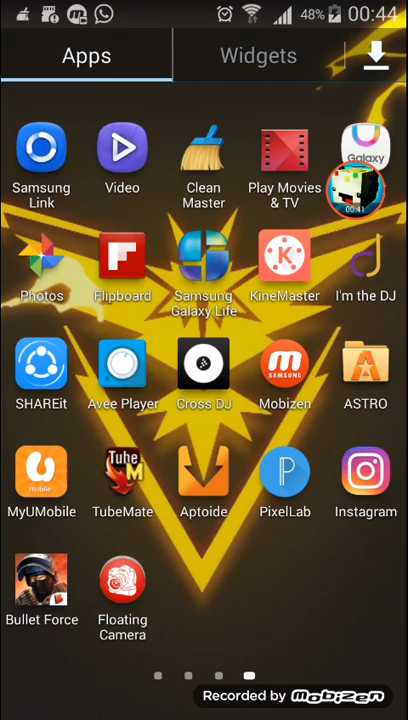 48% 00:44
Apps Widgets
Samsung Link
Video
Clean Master
Play Movies & TV
Galaxy
00:41
Photos
Flipboard
Samsung Galaxy Life
KineMaster
I'm the DJ
SHAREit
Avee Player
Cross DJ
Mobizen
SAMSUNG
ASTRO
mobile
MyUMobile
Tube M
TubeMate
Aptoide
PixelLab
Instagram
Bullet Force
Floating Camera
Recorded by Mobizen